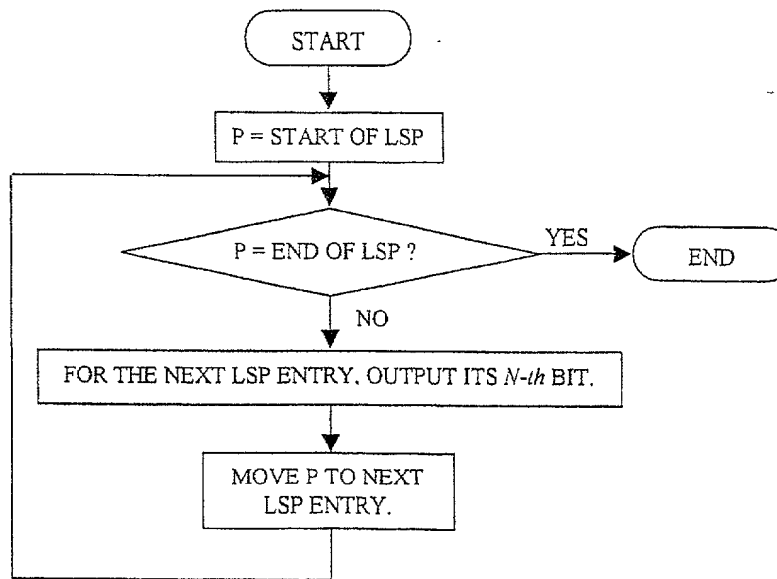 START
P = START OF LSP
P = END OF LSP ?
YES
END
NO
FOR THE NEXT LSP ENTRY. OUTPUT ITS N-th BIT.
MOVE P TO NEXT
LSP ENTRY.